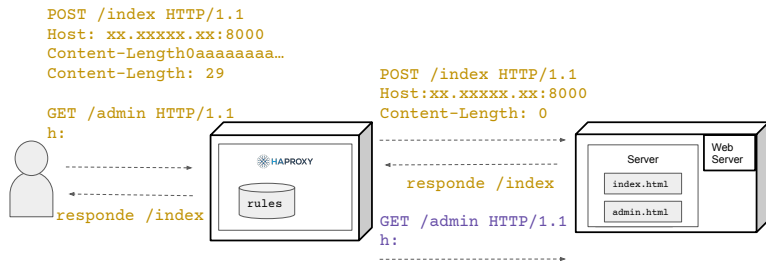 POST /index HTTP/1.1
Host: xx.xxxxx.xx:8000
Content-Length0aaaaaaaa…
Content-Length: 29
GET /admin HTTP/1.1
h:
responde /index
HAPROXY
rules
POST /index HTTP/1.1
Host:xx.xxxxx.xx:8000
Content-Length: 0
responde /index
GET /admin HTTP/1.1
h:
Server
index.html
admin.html
Web
Server